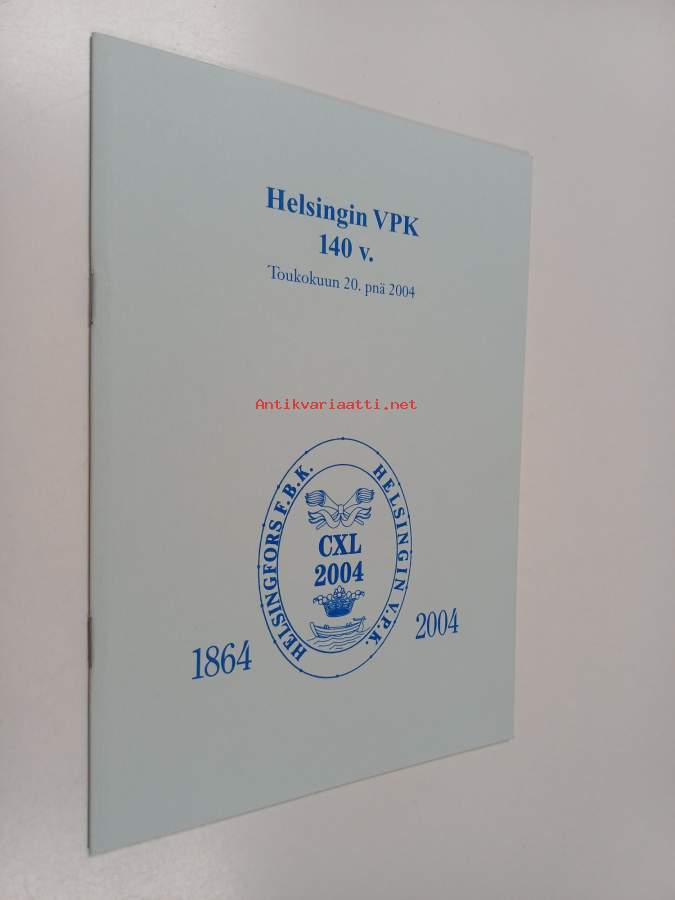 Helsingin VPK
140 v.
Toukokuun 20. pnä 2004
Antikvariaatti.net
HELSINGFORS F.B.K.
HELSINGIN V.P.K.
CXL
2004
1864
2004